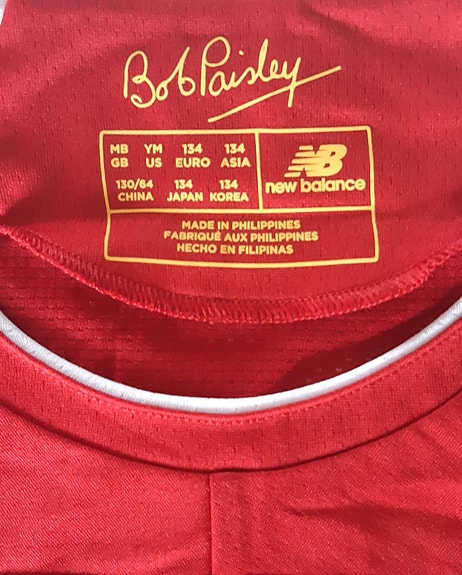 Bob Paisley
MB YM 134 134
GB US EURO ASIA
130/64 134 134
CHINA JAPAN KOREA
NB
new balance
MADE IN PHILIPPINES
FABRIQUÉ AUX PHILIPPINES
HECHO EN FILIPINAS